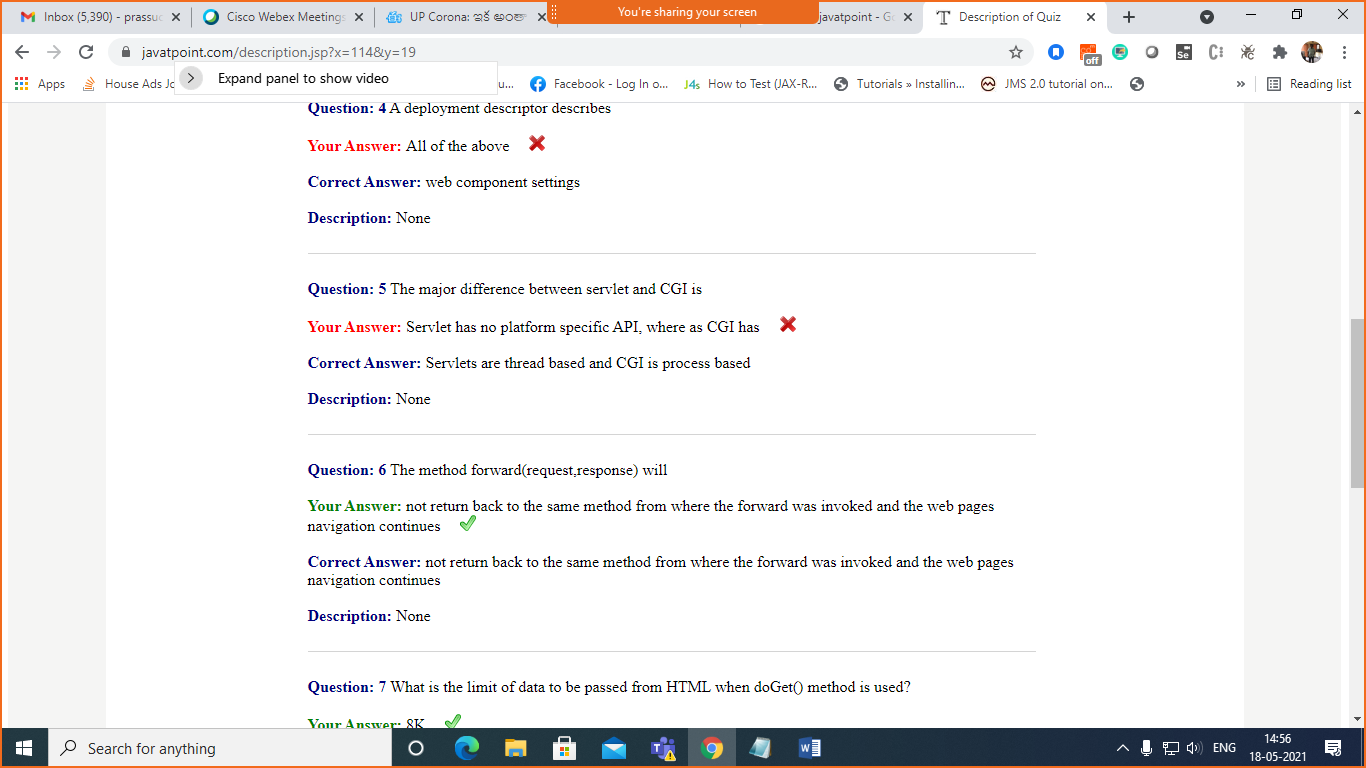 Inbox (5,390) - prassuc
Cisco Webex Meetings
UP Corona: ఇక అంతా
You're sharing your screen
javatpoint - Go
Description of Quiz
javatpoint.com/description.jsp?x=114&y=19
off
Se
Expand panel to show video
Apps
House Ads Jo
u...
Facebook - Log In o...
J4s
How to Test (JAX-R...
Tutorials » Installin...
JMS 2.0 tutorial on...
»
Reading list
Question: 4 A deployment descriptor describes
Your Answer: All of the above
Correct Answer: web component settings
Description: None
Question: 5 The major difference between servlet and CGI is
Your Answer: Servlet has no platform specific API, where as CGI has
Correct Answer: Servlets are thread based and CGI is process based
Description: None
Question: 6 The method forward(request,response) will
Your Answer: not return back to the same method from where the forward was invoked and the web pages
navigation continues
Correct Answer: not return back to the same method from where the forward was invoked and the web pages
navigation continues
Description: None
Question: 7 What is the limit of data to be passed from HTML when doGet() method is used?
Your Answer: 8K
Search for anything
ENG
14:56
18-05-2021